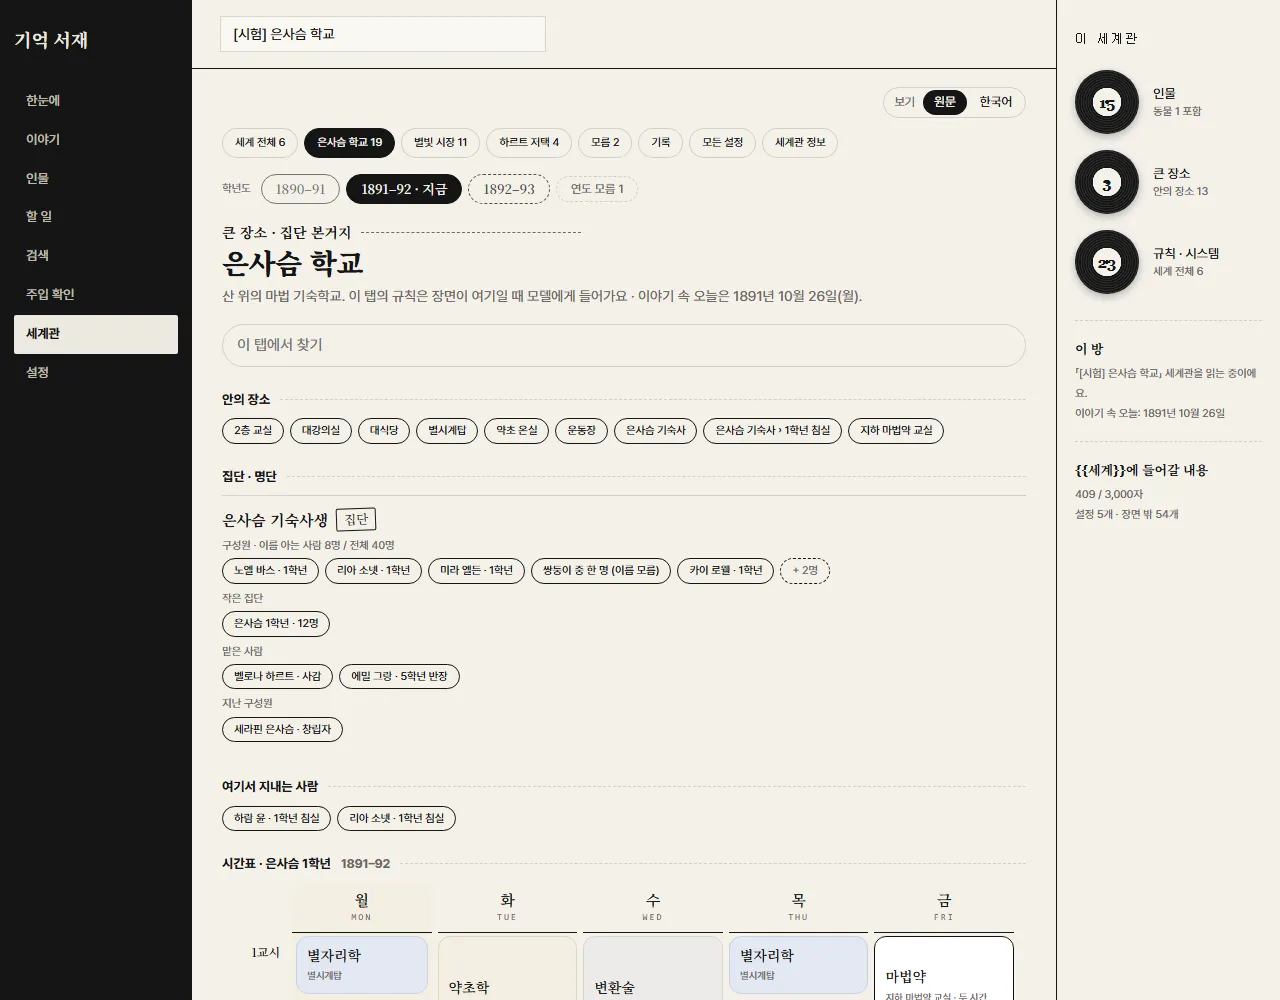 기억 서재
한눈에
이야기
인물
할 일
검색
주입 확인
세계관
설정
[시험] 은사슴 학교
보기 원문 한국어
세계 전체 6 은사슴 학교 19 별빛 시장 11 하르트 저택 4 모름 2 기록 모든 설정 세계관 정보
학년도 1890–91 1891–92 · 지금 1892–93 연도 모름 1
큰 장소 · 집단 본거지
은사슴 학교
산 위의 마법 기숙학교. 이 탭의 규칙은 장면이 여기일 때 모델에게 들어가요 · 이야기 속 오늘은 1891년 10월 26일(월).
이 탭에서 찾기
안의 장소
2층 교실 대강의실 대식당 별시계탑 약초 온실 운동장 은사슴 기숙사 은사슴 기숙사 › 1학년 침실 지하 마법약 교실
집단 · 명단
은사슴 기숙사생 집단
구성원 · 이름 아는 사람 8명 / 전체 40명
노엘 바스 · 1학년 리아 소넷 · 1학년 미라 엘든 · 1학년 쌍둥이 중 한 명 (이름 모름) 카이 로웰 · 1학년 + 2명
작은 집단
은사슴 1학년 · 12명
맡은 사람
벨로나 하르트 · 사감 에밀 그랑 · 5학년 반장
지난 구성원
세라핀 은사슴 · 창립자
여기서 지내는 사람
하람 윤 · 1학년 침실 리아 소넷 · 1학년 침실
시간표 · 은사슴 1학년 1891–92
월 화 수 목 금
MON TUE WED THU FRI
1교시
별자리학
별시계탑
약초학
변환술
별자리학
별시계탑
마법약
지하 마법약 교실 · 두 시간
이 세계관
15
인물
동물 1 포함
3
큰 장소
안의 장소 13
23
규칙 · 시스템
세계 전체 6
이 방
「[시험] 은사슴 학교」 세계관을 읽는 중이에
요.
이야기 속 오늘: 1891년 10월 26일
{{세계}}에 들어갈 내용
409 / 3,000자
설정 5개 · 장면 밖 54개